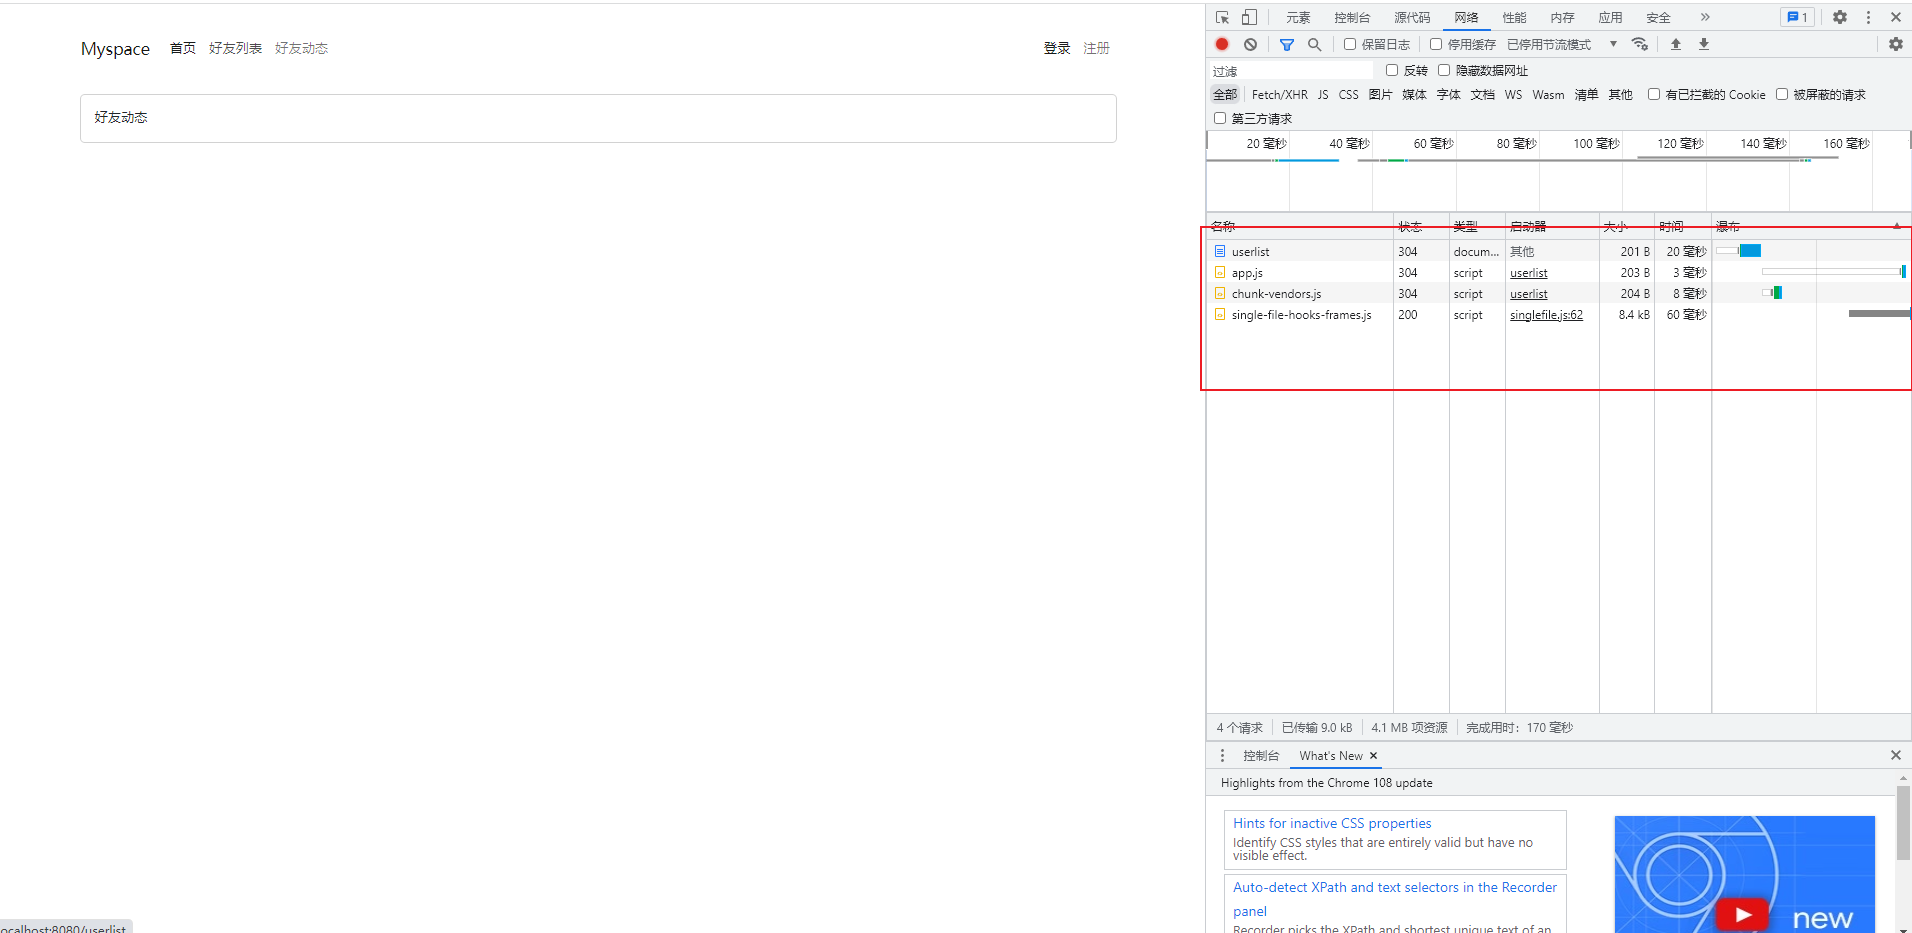 Myspace 首页 好友列表 好友动态 登录 注册
好友动态
元素 控制台 源代码 网络 性能 内存 应用 安全 » 1
保留日志 停用缓存 已停用节流模式
过滤 反转 隐藏数据网址
全部 Fetch/XHR JS CSS 图片 媒体 字体 文档 WS Wasm 清单 其他 有已拦截的 Cookie 被屏蔽的请求
第三方请求
20 毫秒 40 毫秒 60 毫秒 80 毫秒 100 毫秒 120 毫秒 140 毫秒 160 毫秒
名称 状态 类型 启动器 大小 时间 瀑布
userlist 304 docum... 其他 201 B 20 毫秒
app.js 304 script userlist 203 B 3 毫秒
chunk-vendors.js 304 script userlist 204 B 8 毫秒
single-file-hooks-frames.js 200 script singlefile.js:62 8.4 kB 60 毫秒
4 个请求 已传输 9.0 kB 4.1 MB 项资源 完成用时: 170 毫秒
控制台 What's New
Highlights from the Chrome 108 update
Hints for inactive CSS properties
Identify CSS styles that are entirely valid but have no
visible effect.
Auto-detect XPath and text selectors in the Recorder
panel
Recorder picks the XPath and shortest unique text of an
new
ocalhost:8080/userlist